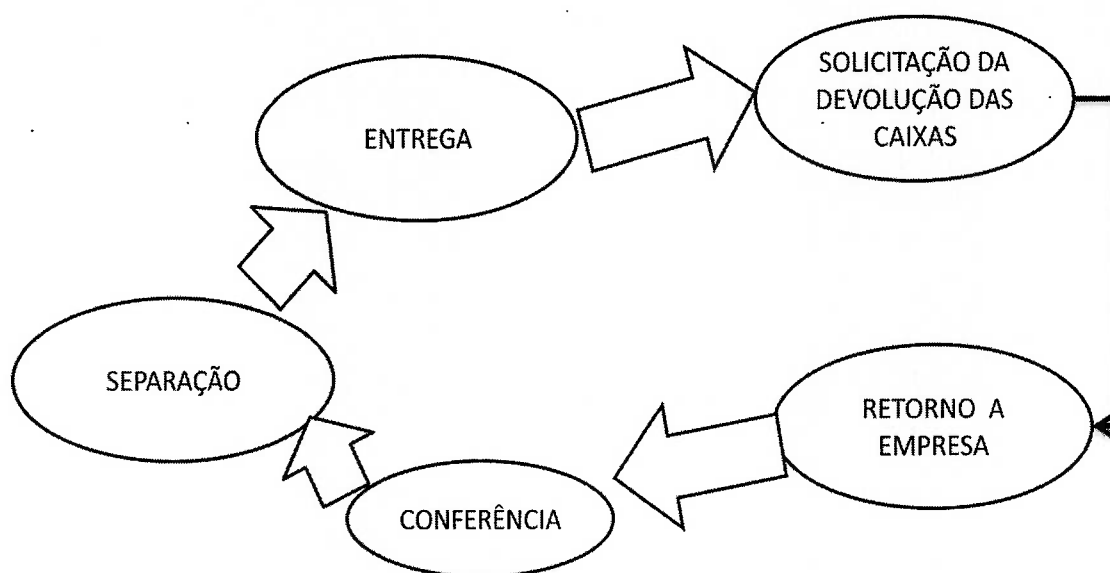 ENTREGA
SOLICITAÇÃO DA
DEVOLUÇÃO DAS
CAIXAS
RETORNO A
EMPRESA
CONFERÊNCIA
SEPARAÇÃO